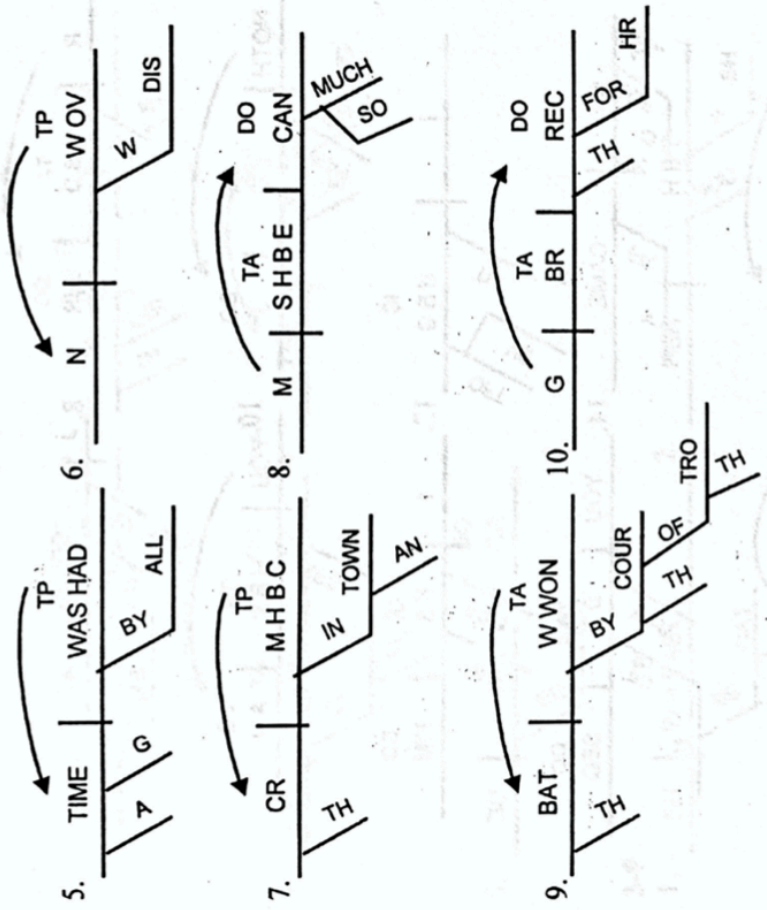 5.
TP
TIME WAS HAD
A G BY
ALL
6.
TP
N W OV
W
DIS
7.
TP
CR M H B C
TH IN
TOWN
AN
8.
TA DO
M S H B E CAN
MUCH
SO
9.
TA
BAT W WON
TH BY
COUR
TH OF
TRO
TH
10.
TA DO
G BR REC
TH FOR
HR